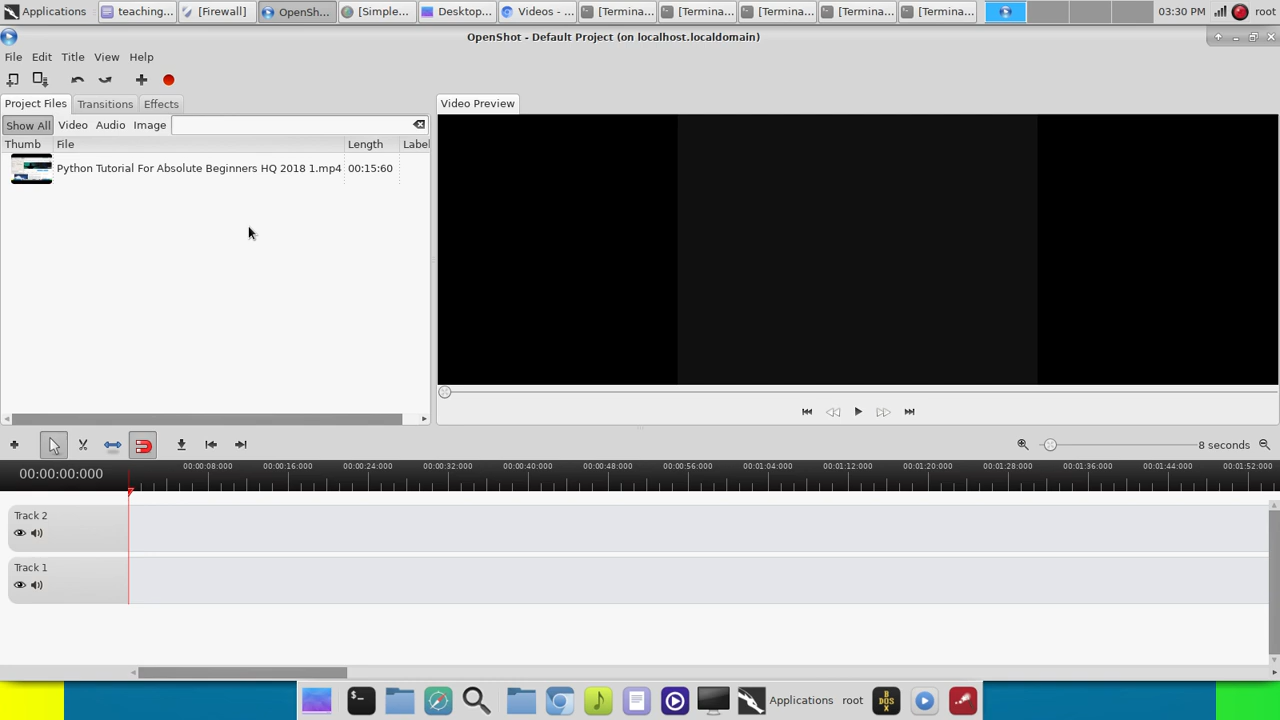 Applications teaching... [Firewall] OpenSh... [Simple... Desktop... Videos - ... [Termina... [Termina... [Termina... [Termina... [Termina... 03:30 PM root
OpenShot - Default Project (on localhost.localdomain)
File Edit Title View Help
Project Files Transitions Effects Video Preview
Show All Video Audio Image
Thumb File Length Label
Python Tutorial For Absolute Beginners HQ 2018 1.mp4 00:15:60
8 seconds
00:00:00:000 00:00:08:000 00:00:16:000 00:00:24:000 00:00:32:000 00:00:40:000 00:00:48:000 00:00:56:000 00:01:04:000 00:01:12:000 00:01:20:000 00:01:28:000 00:01:36:000 00:01:44:000 00:01:52:000
Track 2
Track 1
Applications root